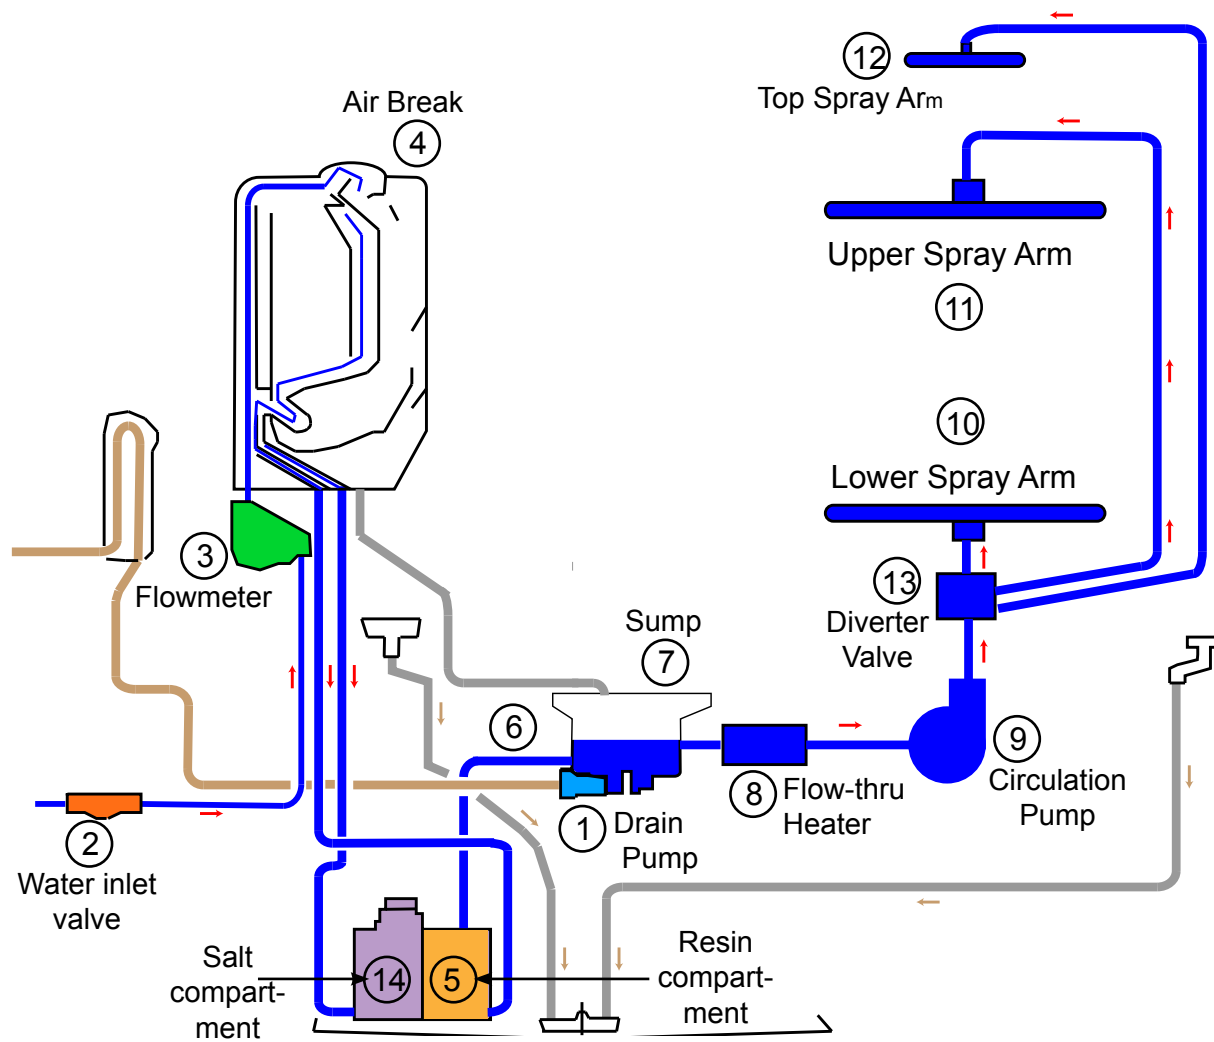 12
Top Spray Arm
Air Break
4
Upper Spray Arm
11
10
Lower Spray Arm
3
Flowmeter
13
Diverter
Valve
Sump
7
6
9
Circulation
Pump
8
Flow-thru
Heater
1
Drain
Pump
2
Water inlet
valve
Salt
compart-
ment
14
5
Resin
compart-
ment